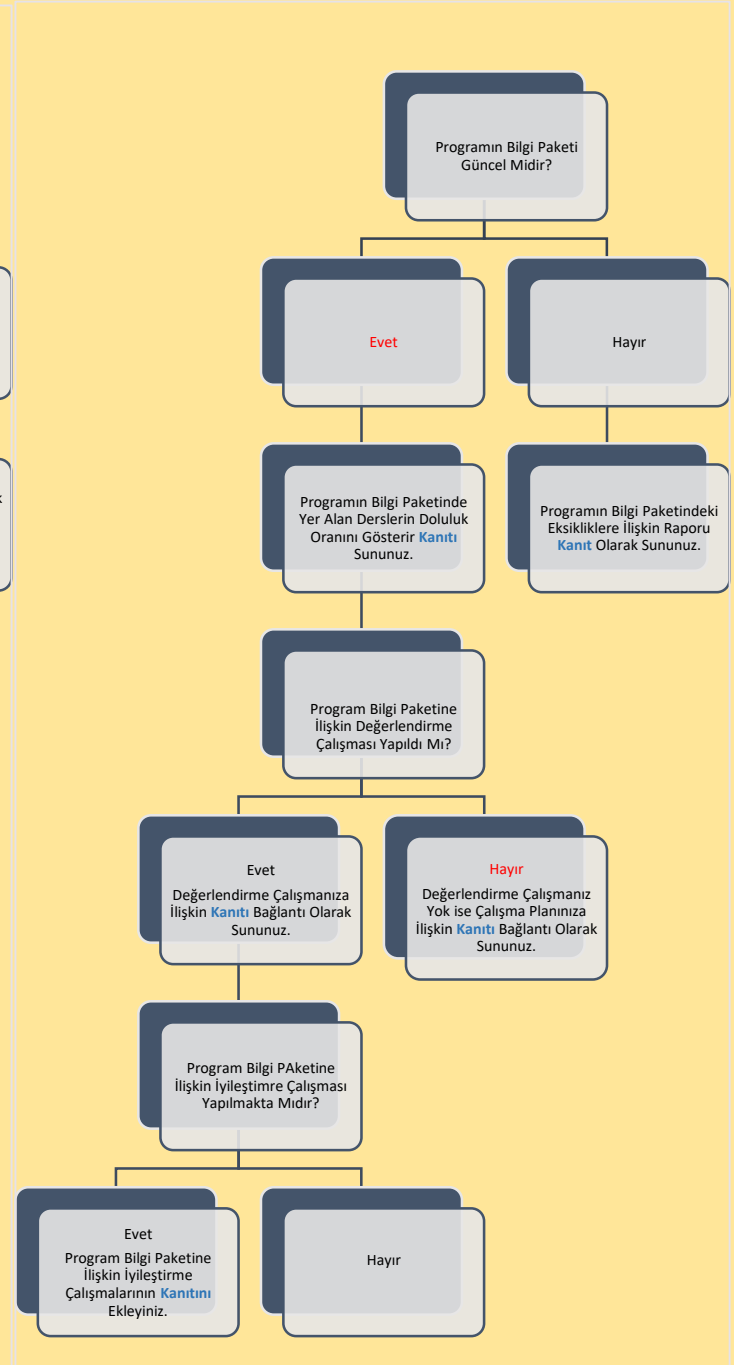 Programın Bilgi Paketi
Güncel Midir?
Evet
Hayır
Programın Bilgi Paketinde
Yer Alan Derslerin Doluluk
Oranını Gösterir Kanıtı
Sununuz.
Programın Bilgi Paketindeki
Eksikliklere İlişkin Raporu
Kanıt Olarak Sununuz.
Program Bilgi Paketine
İlişkin Değerlendirme
Çalışması Yapıldı Mı?
Evet
Değerlendirme Çalışmanıza
İlişkin Kanıtı Bağlantı Olarak
Sununuz.
Hayır
Değerlendirme Çalışmanız
Yok ise Çalışma Planınıza
İlişkin Kanıtı Bağlantı Olarak
Sununuz.
Program Bilgi PAketine
İlişkin İyileştimre Çalışması
Yapılmakta Mıdır?
Evet
Program Bilgi Paketine
İlişkin İyileştirme
Çalışmalarının Kanıtını
Ekleyiniz.
Hayır